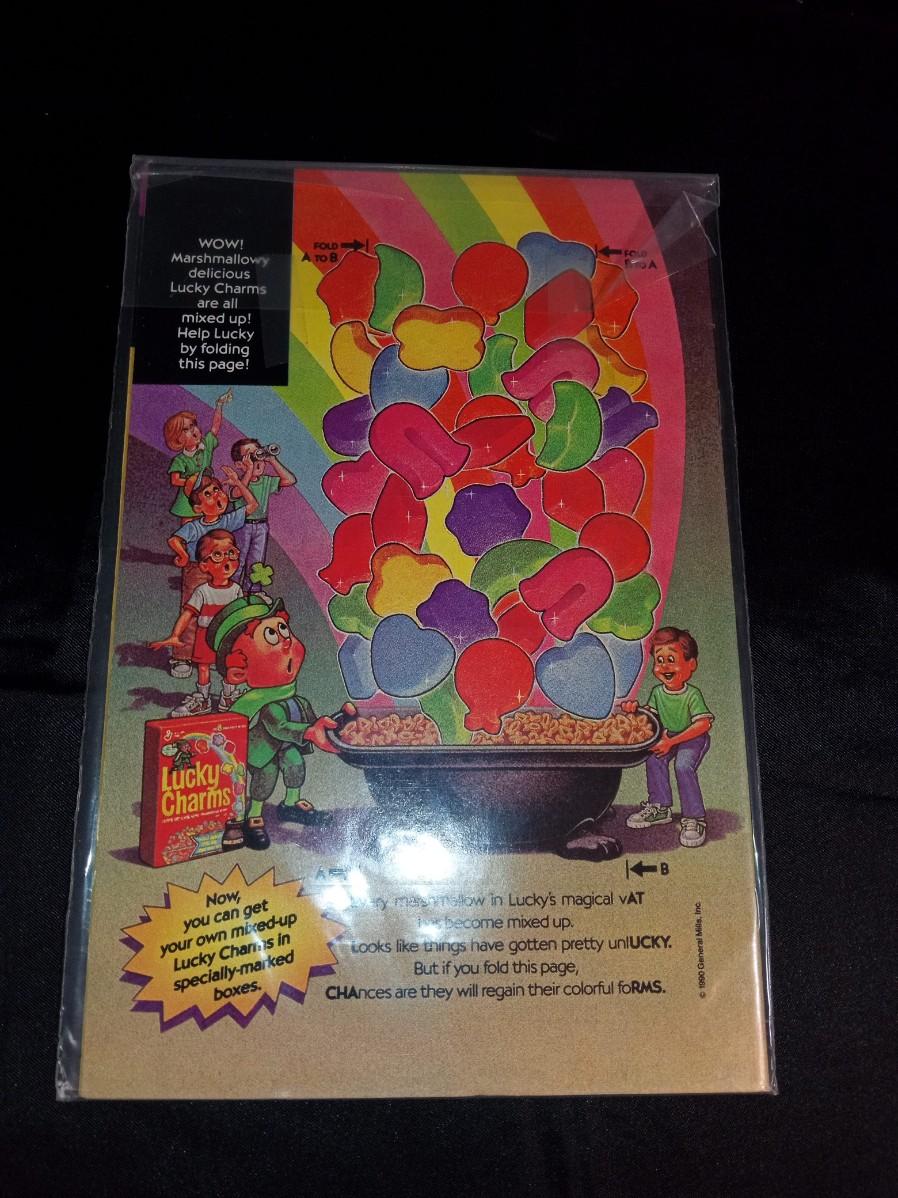 WOW!
Marshmallowy
delicious
Lucky Charms
are all
mixed up!
Help Lucky
by folding
this page!
FOLD
A TO B
FOLD
B TO A
Lucky
Charms
A
B
Now,
you can get
your own mixed-up
Lucky Charms in
specially-marked
boxes.
marshmallow in Lucky's magical vAT
become mixed up.
Looks like things have gotten pretty unlUCKY.
But if you fold this page,
CHAnces are they will regain their colorful foRMS.
© 1990 General Mills, Inc.